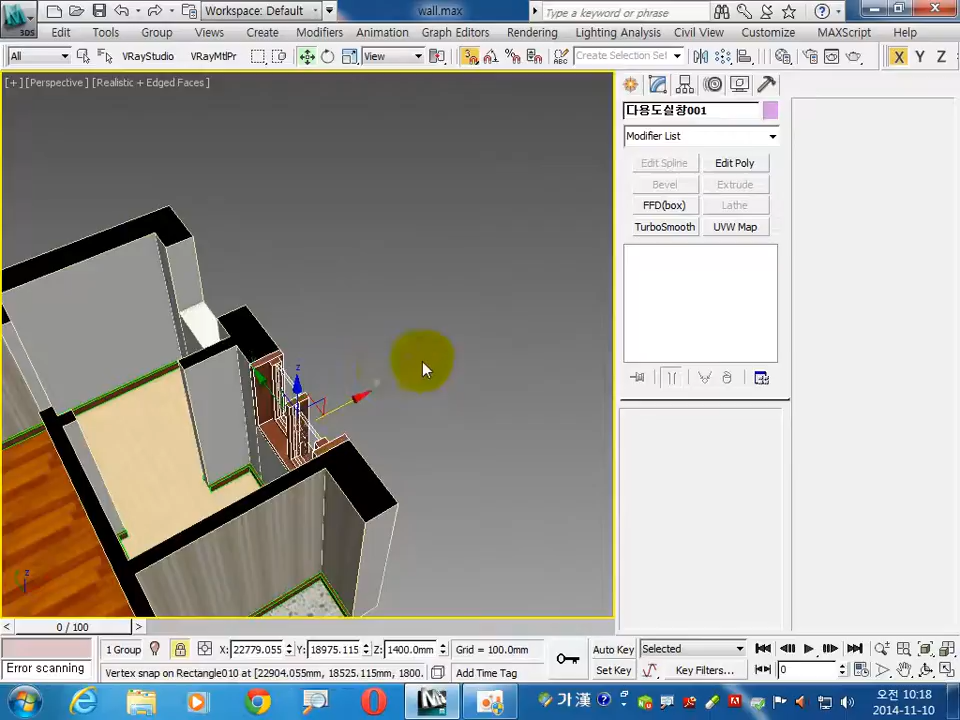 Workspace: Default
wall.max
Type a keyword or phrase
3DS
Edit Tools Group Views Create Modifiers Animation Graph Editors Rendering Lighting Analysis Civil View Customize MAXScript Help
All VRayStudio VRayMtlPr View 3 Create Selection Set X Y Z
[+] [Perspective] [Realistic + Edged Faces]
다용도실창001
Modifier List
Edit Spline Edit Poly
Bevel Extrude
FFD(box) Lathe
TurboSmooth UVW Map
z
z
< 0 / 100 >
1 Group X: 22779.055 Y: 18975.115 Z: 1400.0mm Grid = 100.0mm Auto Key Selected
Error scanning Vertex snap on Rectangle010 at [22904.055mm, 18525.115mm, 1800. Add Time Tag Set Key Key Filters... 0
가 漢
오전 10:18
2014-11-10